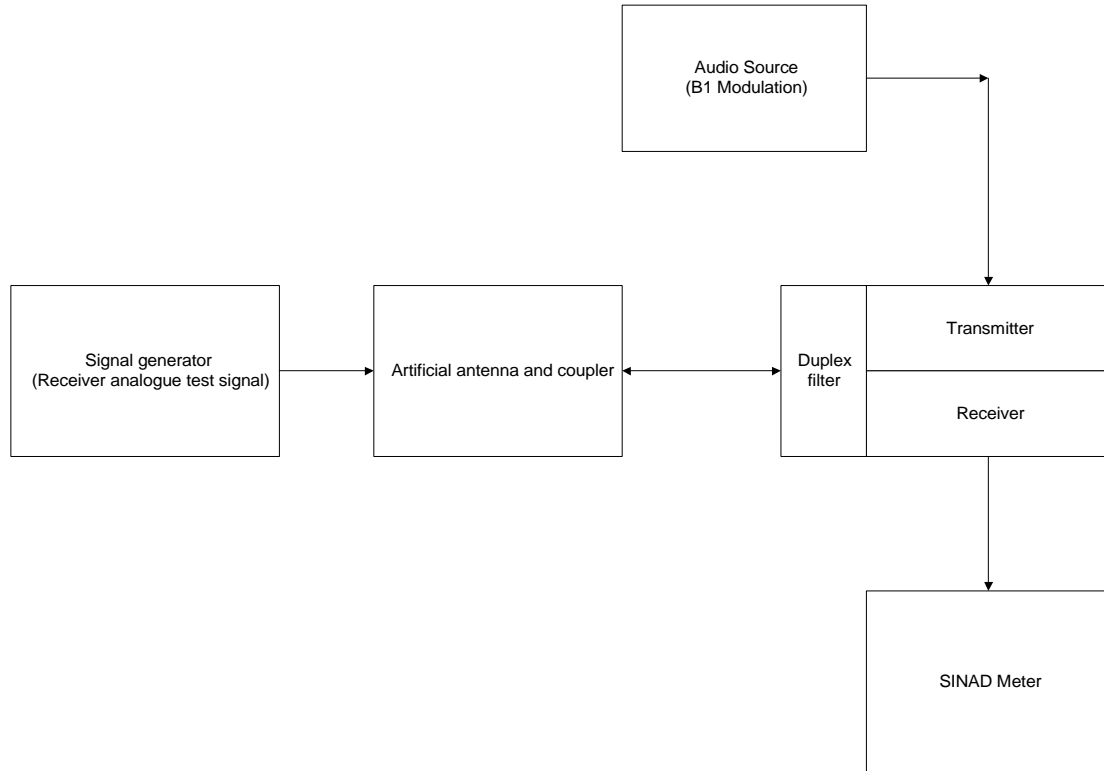 Audio Source
(B1 Modulation)
Signal generator
(Receiver analogue test signal)
Artificial antenna and coupler
Duplex
filter
Transmitter
Receiver
SINAD Meter